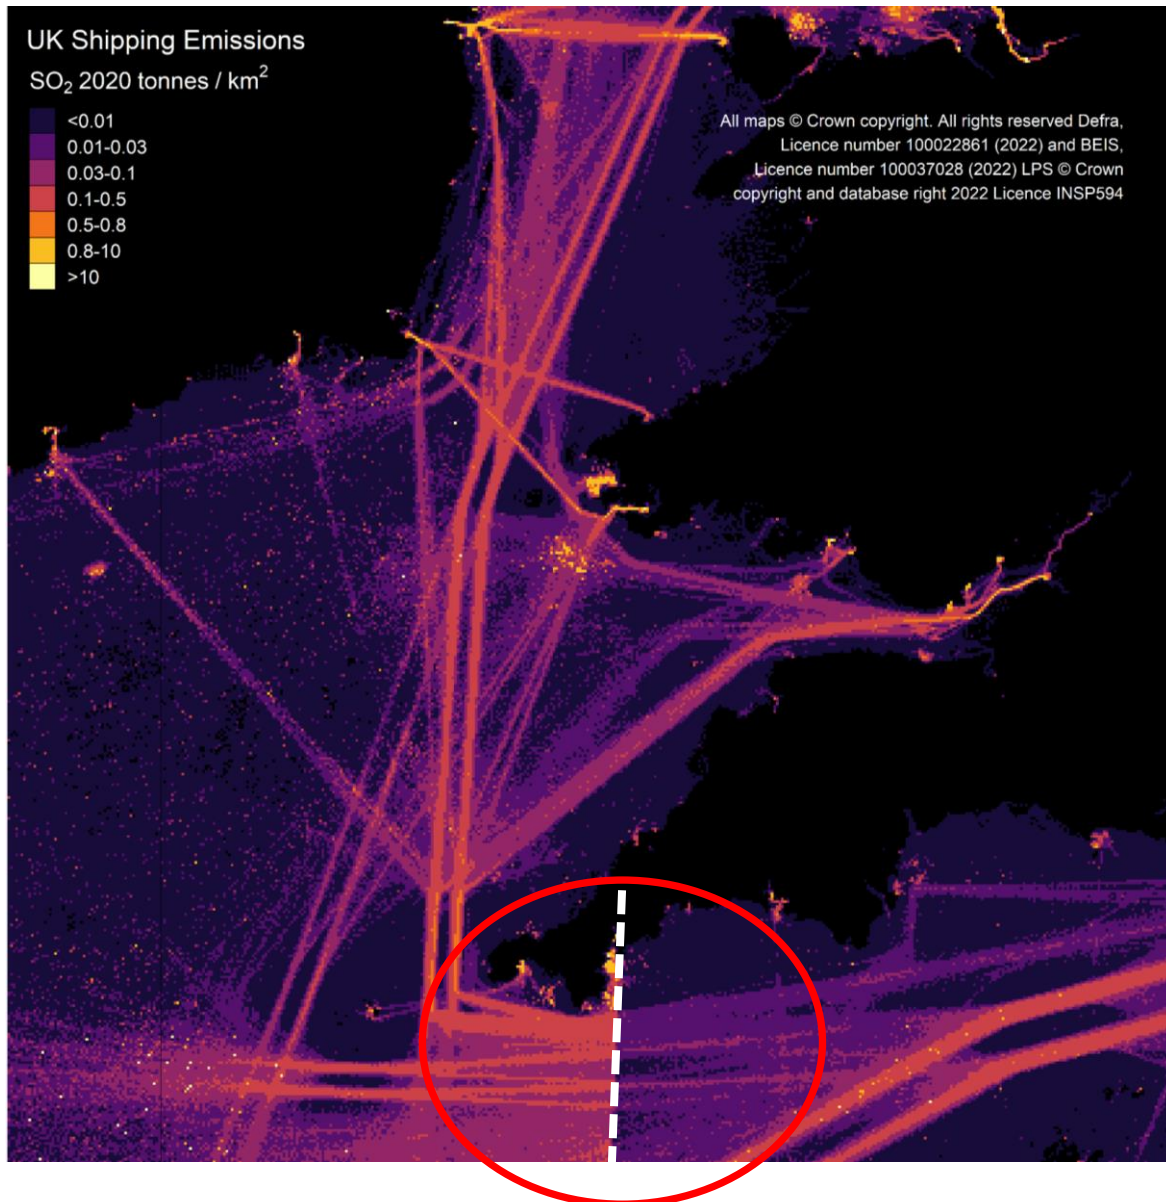 UK Shipping Emissions
SO₂ 2020 tonnes / km²
<0.01
0.01-0.03
0.03-0.1
0.1-0.5
0.5-0.8
0.8-10
>10
All maps © Crown copyright. All rights reserved Defra,
Licence number 100022861 (2022) and BEIS,
Licence number 100037028 (2022) LPS © Crown
copyright and database right 2022 Licence INSP594